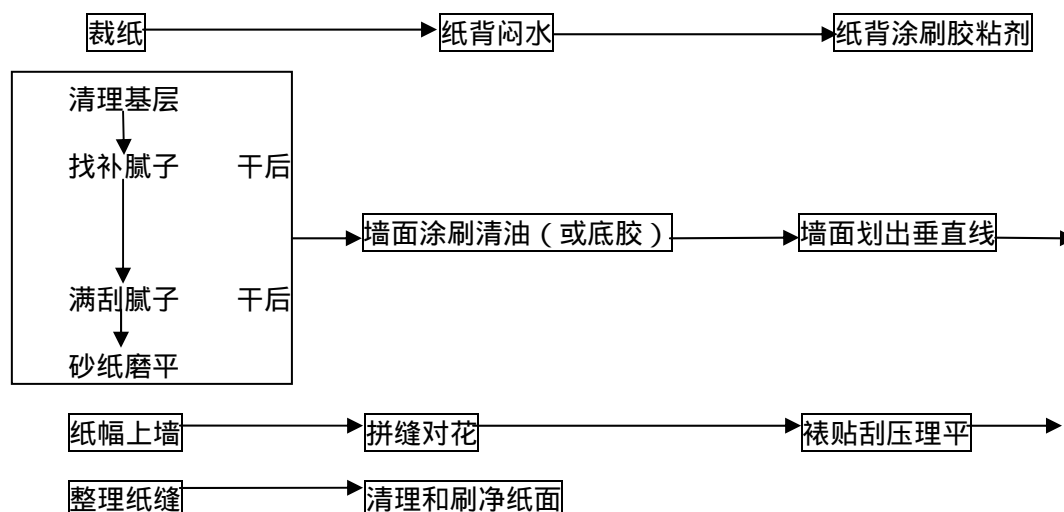 裁纸 纸背闷水 纸背涂刷胶粘剂
清理基层
找补腻子 干后
墙面涂刷清油（或底胶） 墙面划出垂直线
满刮腻子 干后
砂纸磨平
纸幅上墙 拼缝对花 裱贴刮压理平
整理纸缝 清理和刷净纸面